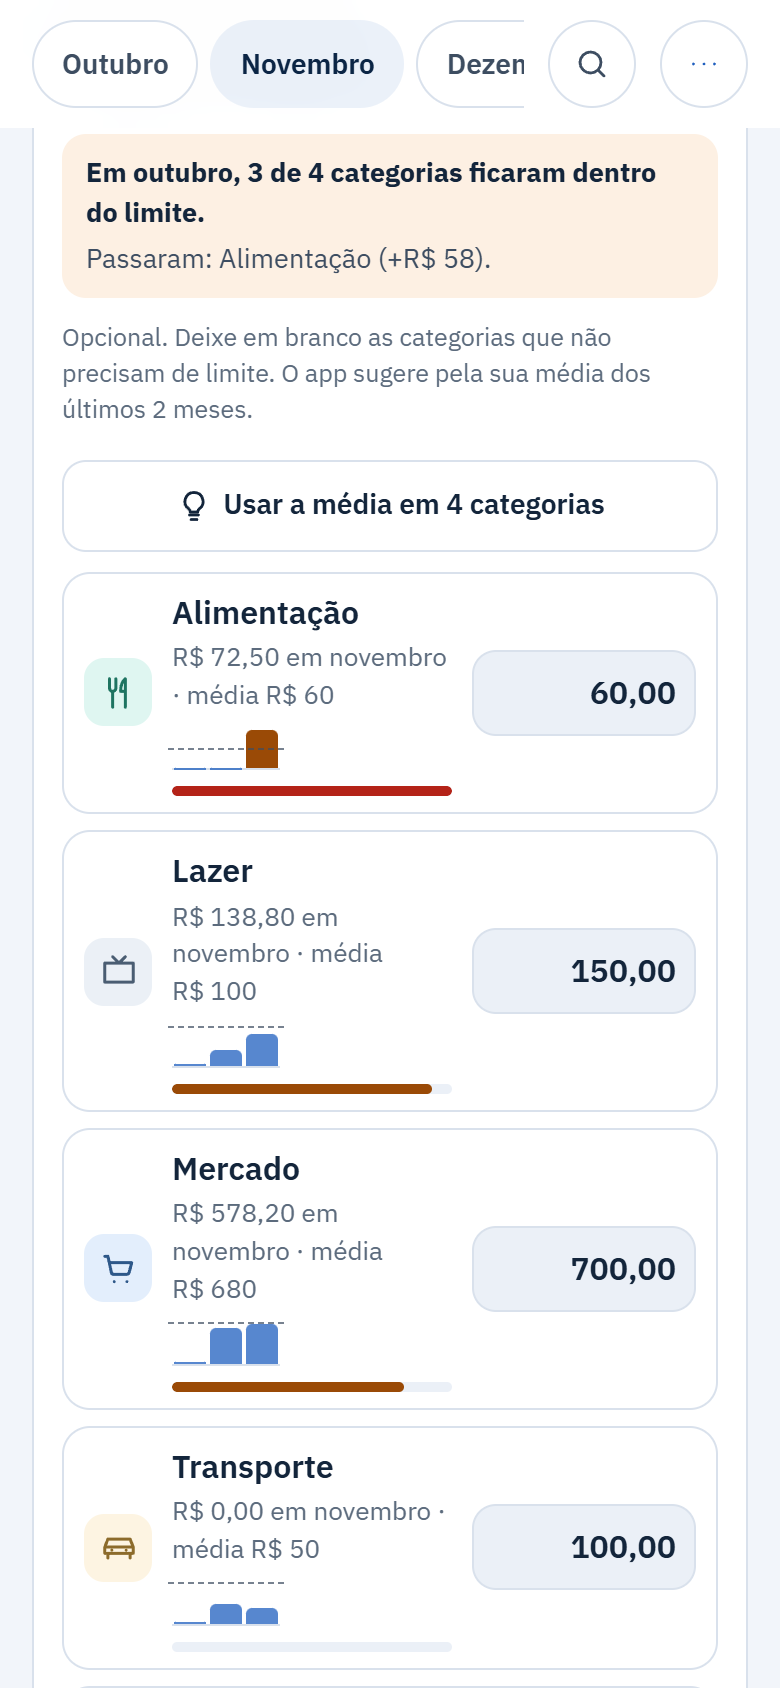 Outubro
Novembro
Dezen
···
Em outubro, 3 de 4 categorias ficaram dentro
do limite.
Passaram: Alimentação (+R$ 58).
Opcional. Deixe em branco as categorias que não
precisam de limite. O app sugere pela sua média dos
últimos 2 meses.
Usar a média em 4 categorias
Alimentação
R$ 72,50 em novembro
· média R$ 60
60,00
Lazer
R$ 138,80 em
novembro · média
R$ 100
150,00
Mercado
R$ 578,20 em
novembro · média
R$ 680
700,00
Transporte
R$ 0,00 em novembro ·
média R$ 50
100,00